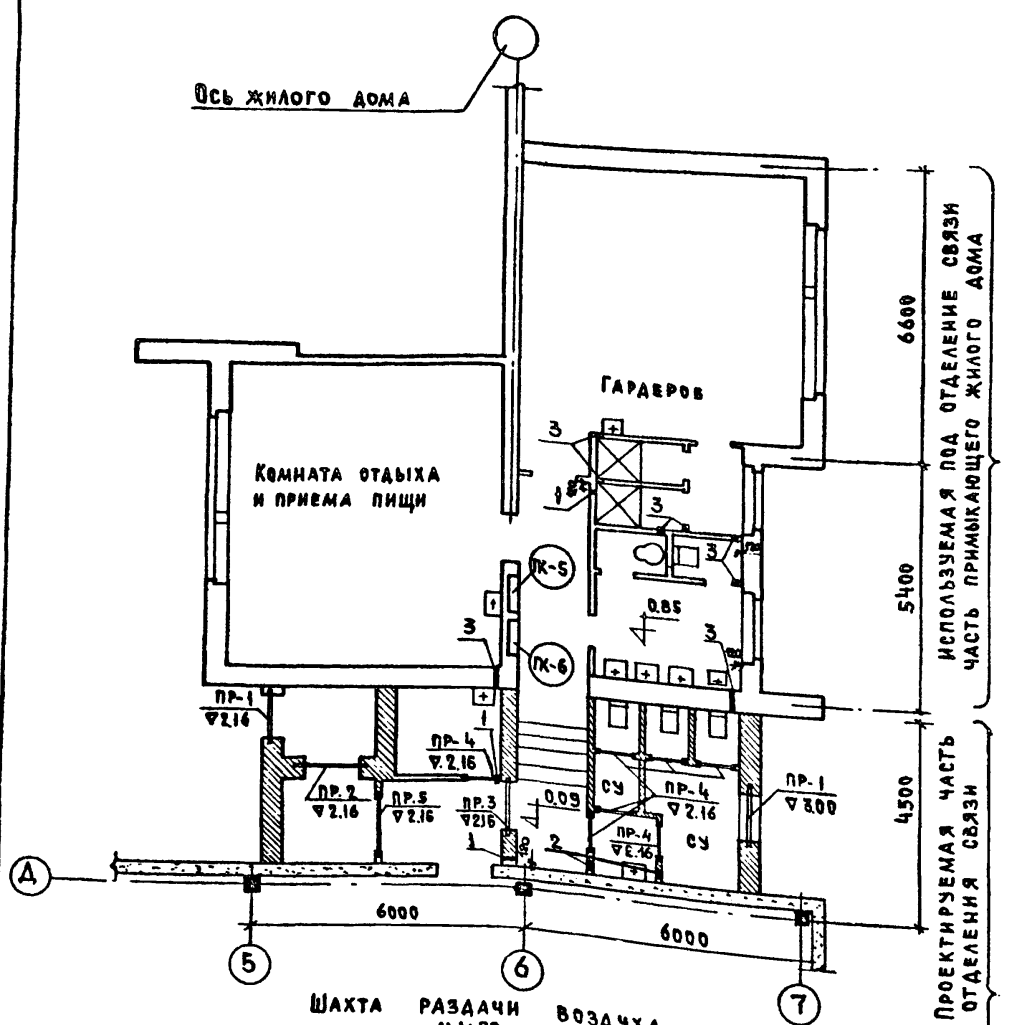 Ось жилого дома
6600
Используемая под отделение связи
часть примыкающего жилого дома
Гардероб
3
Комната отдыха
и приема пищи
1
3
3
ПК-5
5400
0.85
3
3
ПК-6
ПР-1
▽2.16
1
ПР-4
▽2.16
ПР-1
▽3.00
СУ
ПР-4
▽2.16
4500
Проектируемая часть
отделения связи
ПР.2
▽2.16
ПР.5
▽2.16
ПР.3
▽2.16
0.09
ПР-4
▽2.16
СУ
1
120
2
Д
6000
6000
5
6
7
Шахта раздачи воздуха